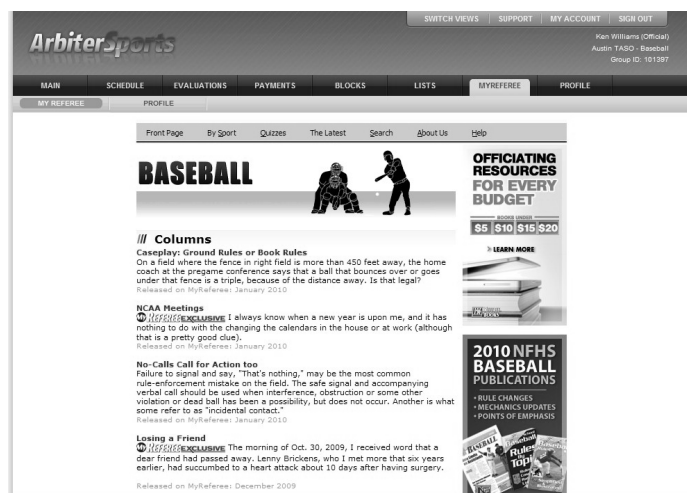 SWITCH VIEWS SUPPORT MY ACCOUNT SIGN OUT
ArbiterSports
Ken Williams (Official)
Austin TASO - Baseball
Group ID: 101397
MAIN SCHEDULE EVALUATIONS PAYMENTS BLOCKS LISTS MYREFEREE PROFILE
MY REFEREE PROFILE
Front Page By Sport Quizzes The Latest Search About Us Help
BASEBALL
OFFICIATING
RESOURCES
FOR EVERY
BUDGET
BOOKS UNDER
$5 $10 $15 $20
LEARN MORE
Columns
Caseplay: Ground Rules or Book Rules
On a field where the fence in right field is more than 450 feet away, the home
coach at the pregame conference says that a ball that bounces over or goes
under that fence is a triple, because of the distance away. Is that legal?
Released on MyReferee: January 2010
NCAA Meetings
MY REFEREE EXCLUSIVE I always know when a new year is upon me, and it has
nothing to do with the changing the calendars in the house or at work (although
that is a pretty good clue).
Released on MyReferee: January 2010
No-Calls Call for Action too
Failure to signal and say, "That's nothing," may be the most common
rule-enforcement mistake on the field. The safe signal and accompanying
verbal call should be used when interference, obstruction or some other
violation or dead ball has been a possibility, but does not occur. Another is what
some refer to as "incidental contact."
Released on MyReferee: January 2010
Losing a Friend
MY REFEREE EXCLUSIVE The morning of Oct. 30, 2009, I received word that a
dear friend had passed away. Lenny Brickens, who I met more that six years
earlier, had succumbed to a heart attack about 10 days after having surgery.
Released on MyReferee: December 2009
2010 NFHS
BASEBALL
PUBLICATIONS
• RULE CHANGES
• MECHANICS UPDATES
• POINTS OF EMPHASIS
BASEBALL
Baseball
Rules
by
Topic
Baseball